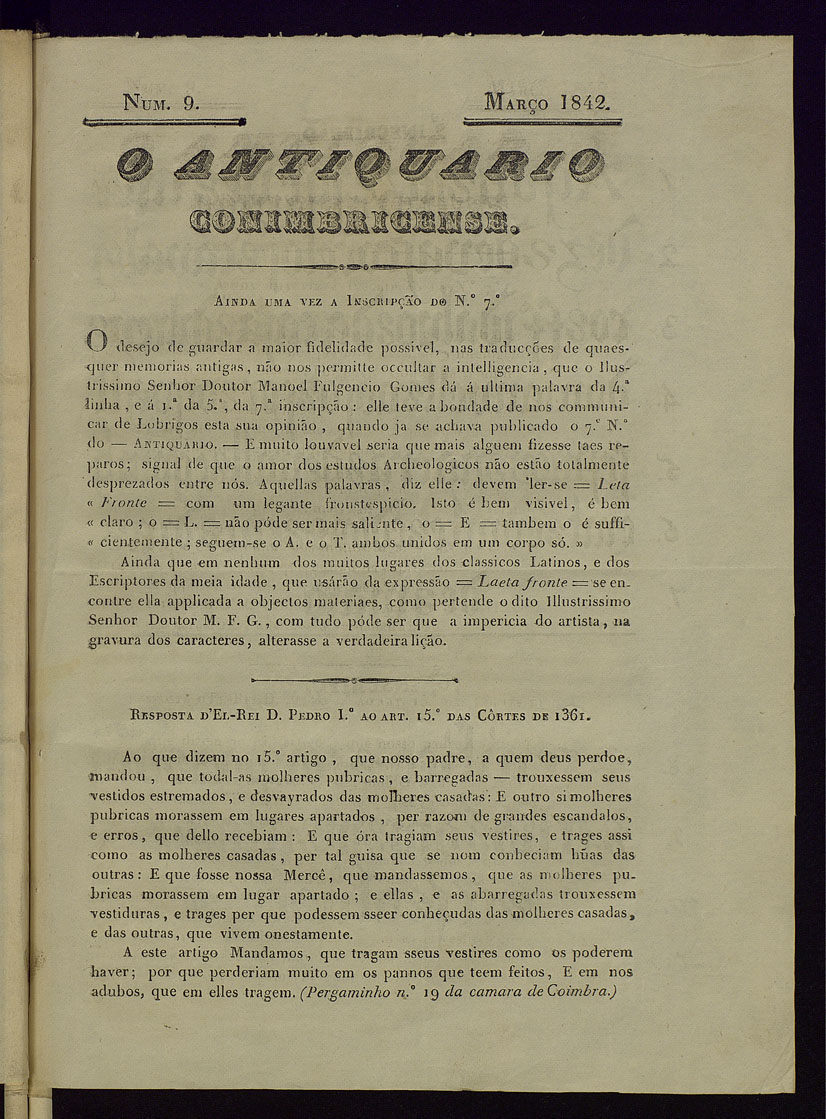 Num. 9.
Março 1842.
O ANTIQUARIO
CONIMBRICENSE.
Ainda uma vez a Inscripção do N.º 7.º
O desejo de guardar a maior fidelidade possivel, nas traducções de quaes-
quer memorias antigas, não nos permitte occultar a intelligencia, que o Illus-
trissimo Senhor Doutor Manoel Fulgencio Gomes dá á ultima palavra da 4.ª
linha, e á 1.ª da 5.ª, da 7.ª inscripção: elle teve a bondade de nos communi-
car de Lobrigos esta sua opinião, quando ja se achava publicado o 7.º N.º
do — Antiquario. — E muito louvavel seria que mais alguem fizesse taes re-
paros; signal de que o amor dos estudos Archeologicos não estão totalmente
desprezados entre nós. Aquellas palavras, diz elle: devem ler-se = Leta
« Fronte = com um legante fronstespicio. Isto é bem visivel, é bem
« claro; o = L. = não póde ser mais saliente, o = E = tambem o é suffi-
« cientemente; seguem-se o A. e o T. ambos unidos em um corpo só. »
Ainda que em nenhum dos muitos lugares dos classicos Latinos, e dos
Escriptores da meia idade, que usárão da expressão = Laeta fronte = se en-
contre ella applicada a objectos materiaes, como pertende o dito Illustrissimo
Senhor Doutor M. F. G., com tudo póde ser que a impericia do artista, na
gravura dos caracteres, alterasse a verdadeira lição.
Resposta d'El-Rei D. Pedro I.º ao art. 15.º das Côrtes de 1361.
Ao que dizem no 15.º artigo, que nosso padre, a quem deus perdoe,
mandou, que todal-as molheres pubricas, e barregadas — trouxessem seus
vestidos estremados, e desvayrados das molheres casadas: E outro si molheres
pubricas morassem em lugares apartados, per razom de grandes escandalos,
e erros, que dello recebiam: E que óra tragiam seus vestires, e trages assi
como as molheres casadas, per tal guisa que se nom conheciam hũas das
outras: E que fosse nossa Mercê, que mandassemos, que as molheres pu-
bricas morassem em lugar apartado; e ellas, e as abarregadas trouxessem
vestiduras, e trages per que podessem sseer conheçudas das molheres casadas,
e das outras, que vivem onestamente.
A este artigo Mandamos, que tragam sseus vestires como os poderem
haver; por que perderiam muito em os pannos que teem feitos, E em nos
adubos, que em elles tragem. (Pergaminho n.º 19 da camara de Coimbra.)